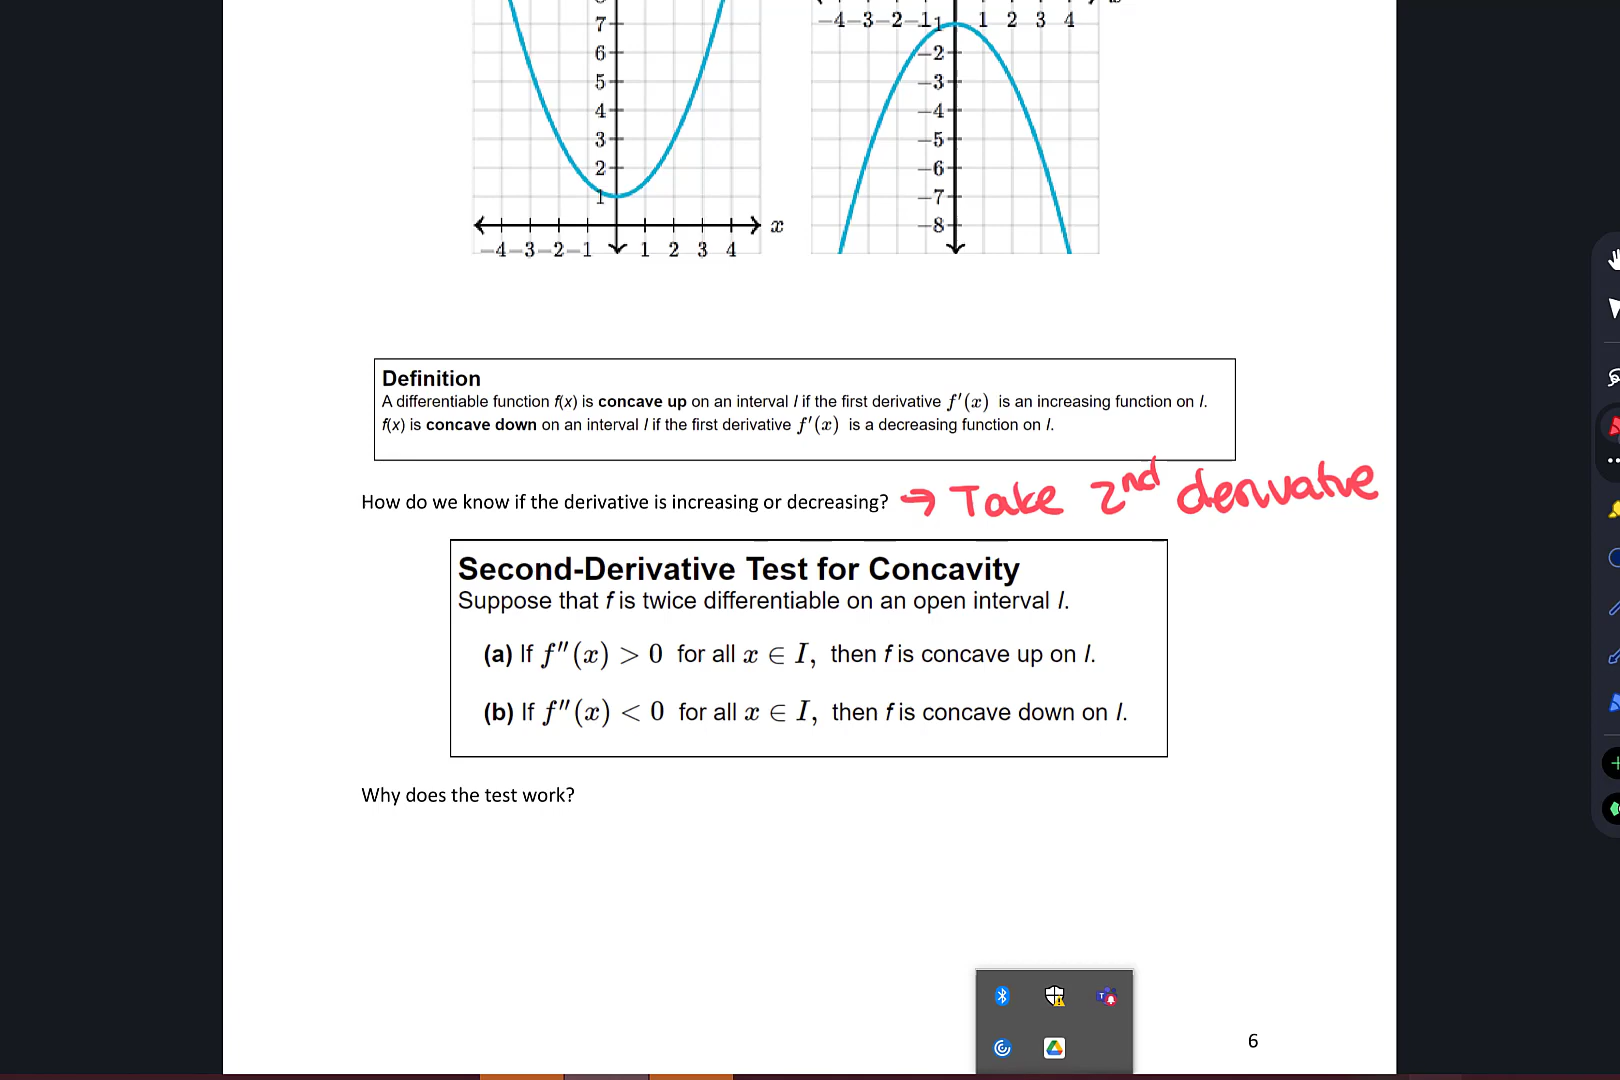 7
6
5
4
3
2
1
-4 -3 -2 -1 1 2 3 4 x
-4 -3 -2 -1 1 2 3 4
1
-2
-3
-4
-5
-6
-7
-8
Definition
A differentiable function f(x) is concave up on an interval I if the first derivative f′(x) is an increasing function on I.
f(x) is concave down on an interval I if the first derivative f′(x) is a decreasing function on I.
How do we know if the derivative is increasing or decreasing? → Take 2nd derivative
Second-Derivative Test for Concavity
Suppose that f is twice differentiable on an open interval I.
(a) If f″(x) > 0 for all x ∈ I, then f is concave up on I.
(b) If f″(x) < 0 for all x ∈ I, then f is concave down on I.
Why does the test work?
6